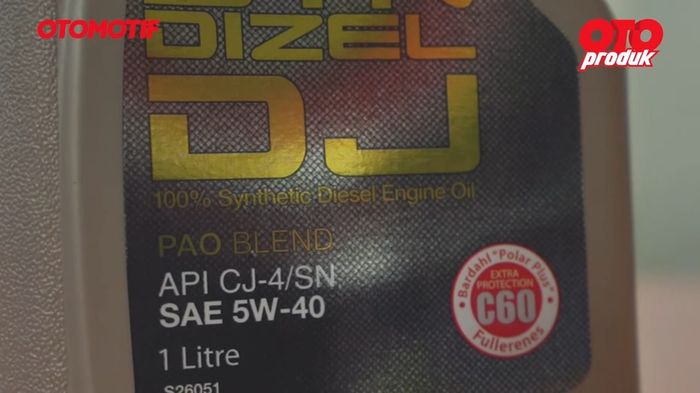 OTOMOTIF
OTO
produk
DIZEL
DJ
100% Synthetic Diesel Engine Oil
PAO BLEND
API CJ-4/SN
SAE 5W-40
1 Litre
S26051
Bardahl "Polar Plus"
EXTRA
PROTECTION
C60
Fullerenes